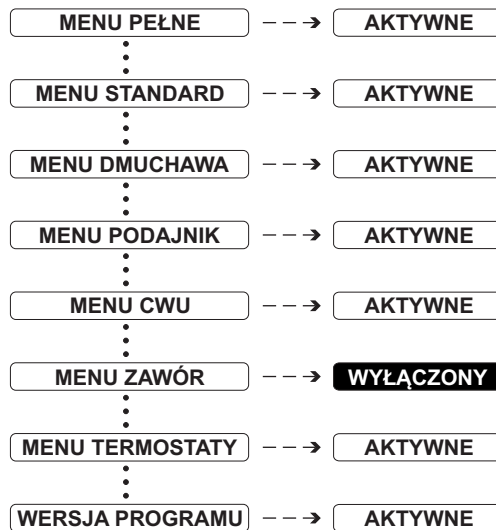 MENU PEŁNE AKTYWNE
MENU STANDARD AKTYWNE
MENU DMUCHAWA AKTYWNE
MENU PODAJNIK AKTYWNE
MENU CWU AKTYWNE
MENU ZAWÓR WYŁĄCZONY
MENU TERMOSTATY AKTYWNE
WERSJA PROGRAMU AKTYWNE